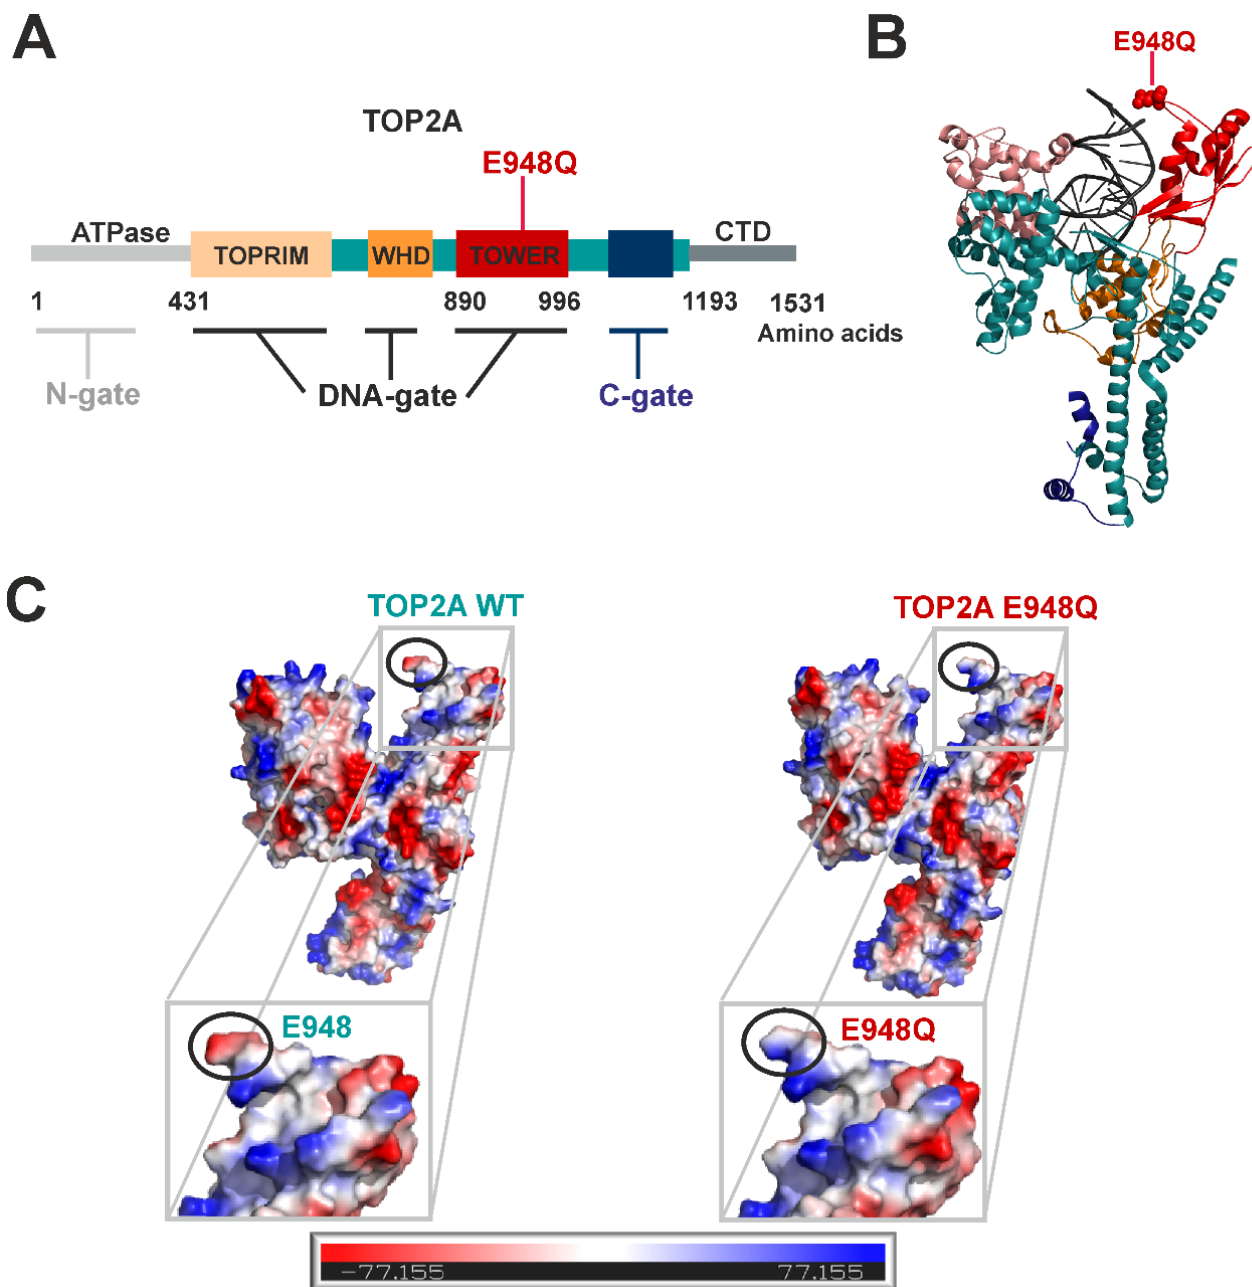 A
TOP2A
E948Q
ATPase
TOPRIM
WHD
TOWER
CTD
1
431
890
996
1193
1531
Amino acids
N-gate
DNA-gate
C-gate
B
E948Q
C
TOP2A WT
TOP2A E948Q
E948
E948Q
-77.155
77.155